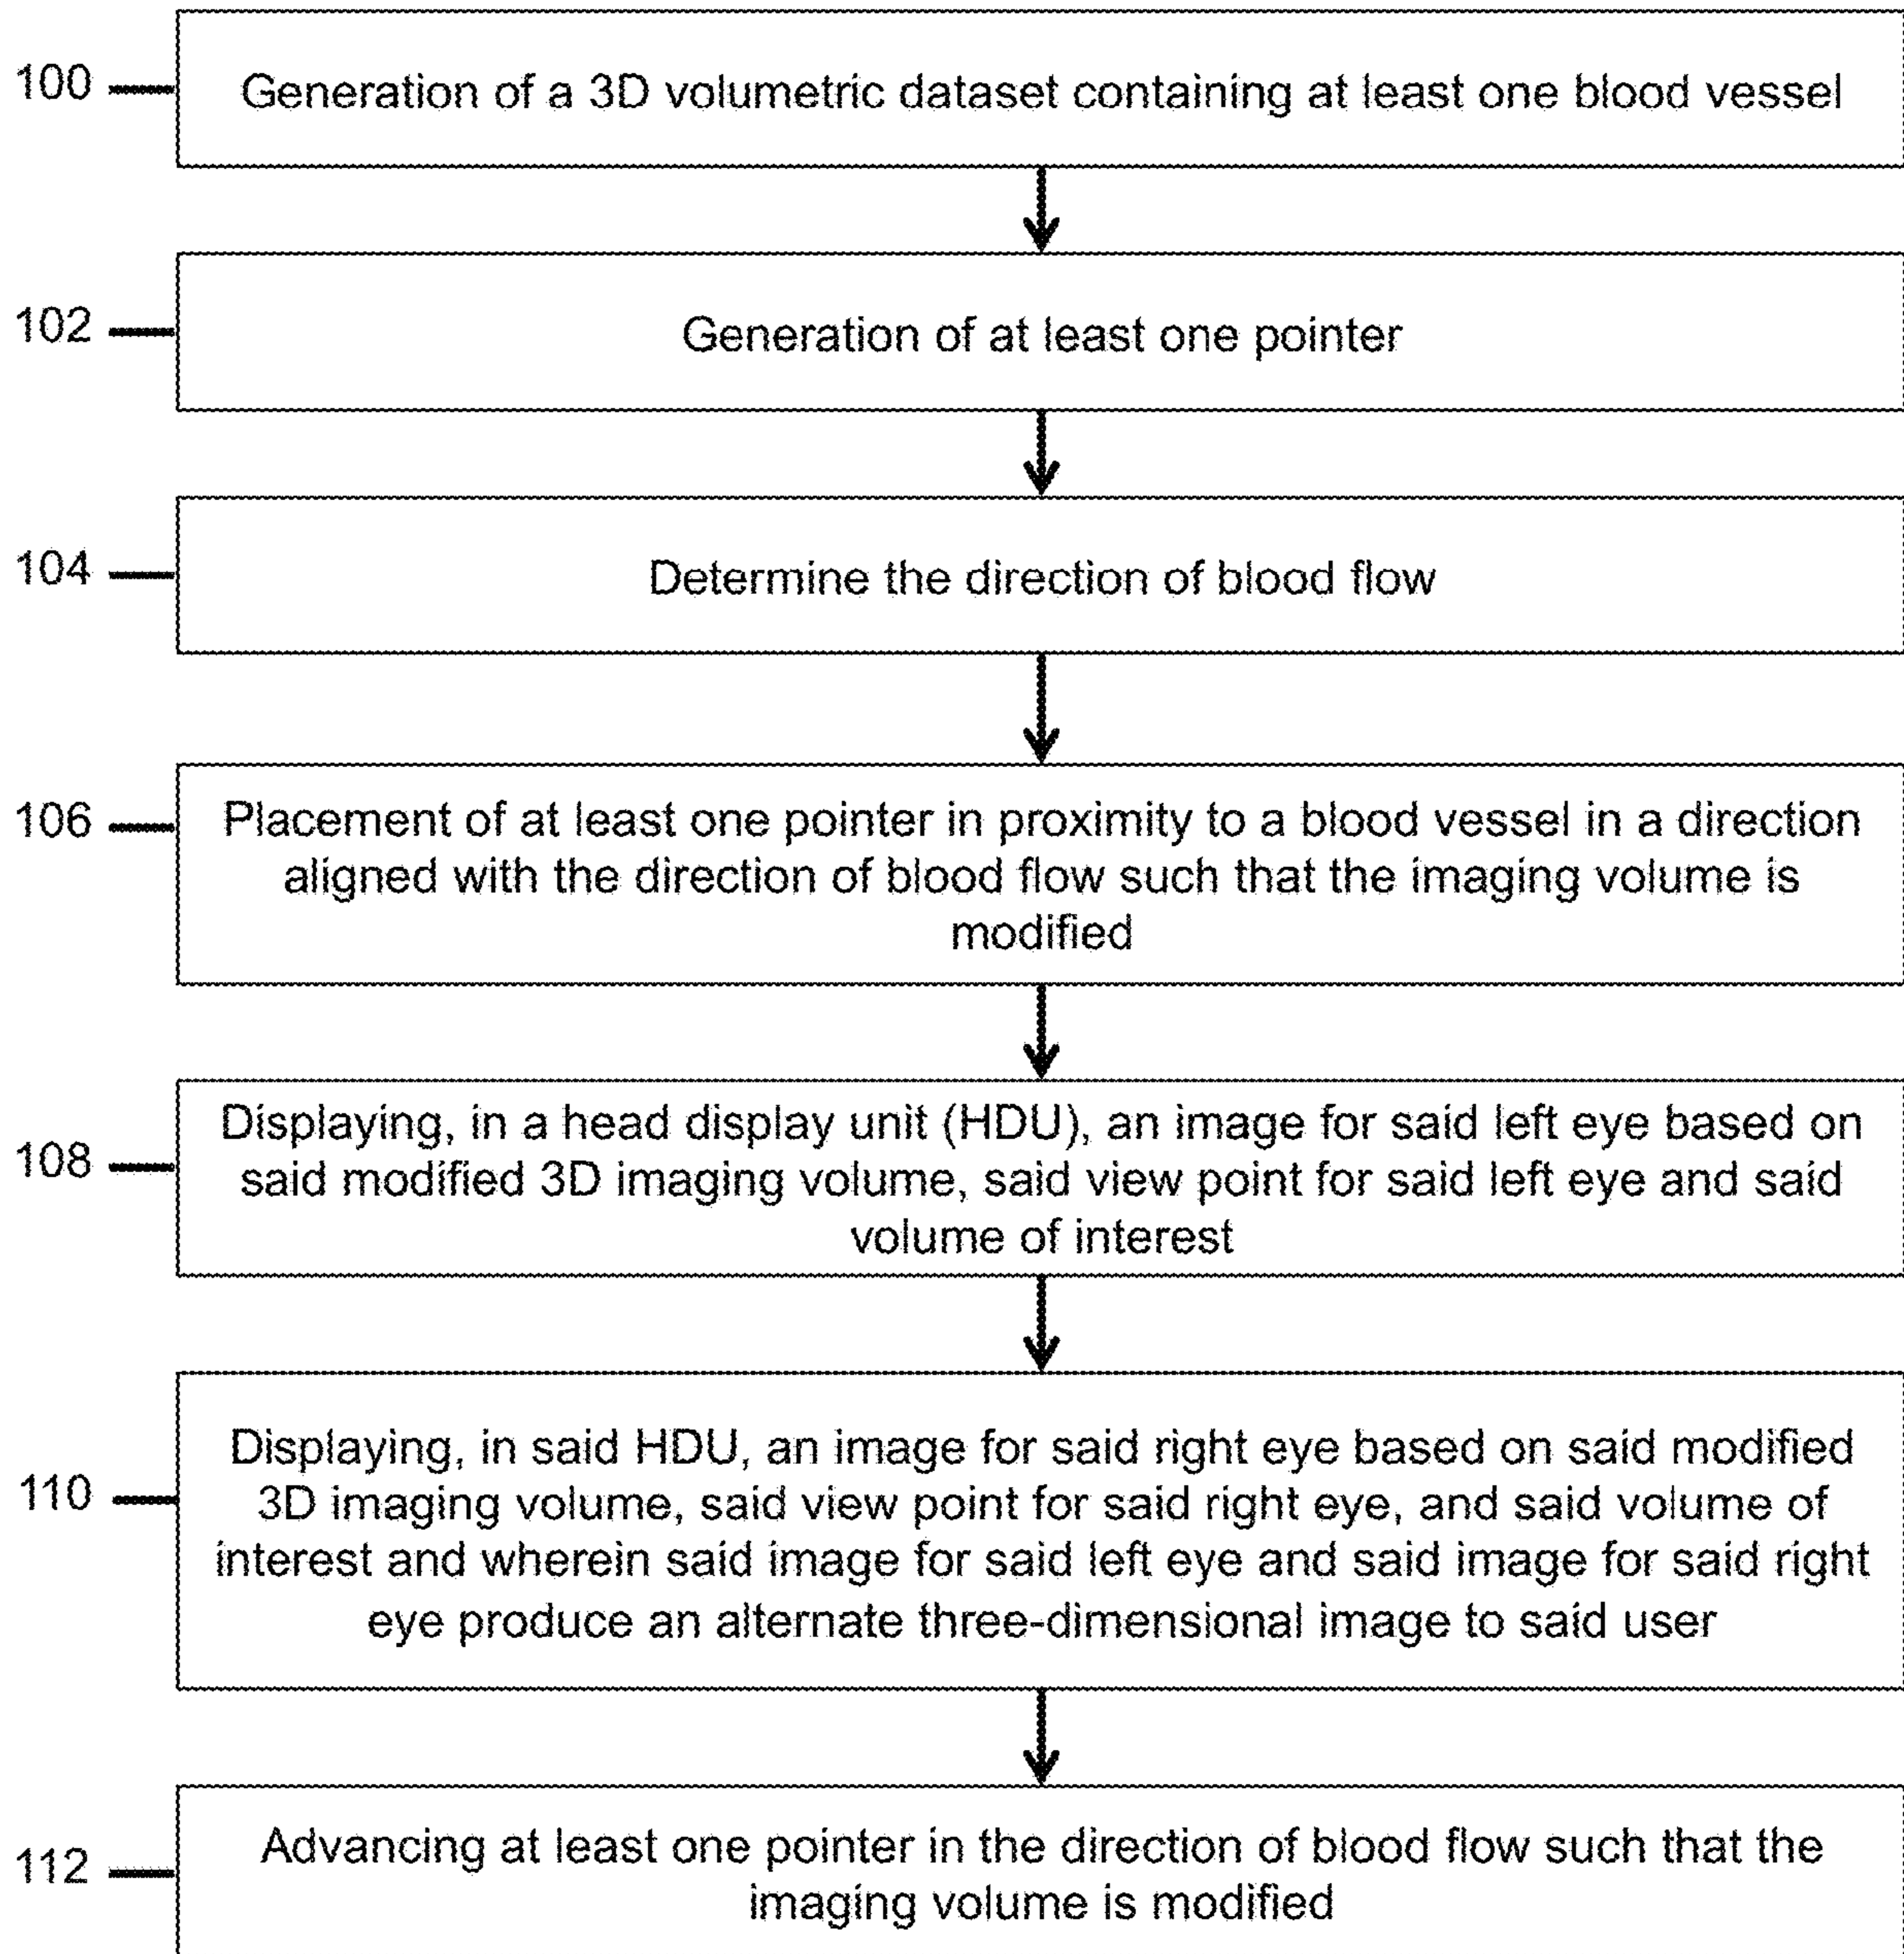 100
Generation of a 3D volumetric dataset containing at least one blood vessel
102
Generation of at least one pointer
104
Determine the direction of blood flow
106
Placement of at least one pointer in proximity to a blood vessel in a direction
aligned with the direction of blood flow such that the imaging volume is
modified
108
Displaying, in a head display unit (HDU), an image for said left eye based on
said modified 3D imaging volume, said view point for said left eye and said
volume of interest
110
Displaying, in said HDU, an image for said right eye based on said modified
3D imaging volume, said view point for said right eye, and said volume of
interest and wherein said image for said left eye and said image for said right
eye produce an alternate three-dimensional image to said user
112
Advancing at least one pointer in the direction of blood flow such that the
imaging volume is modified